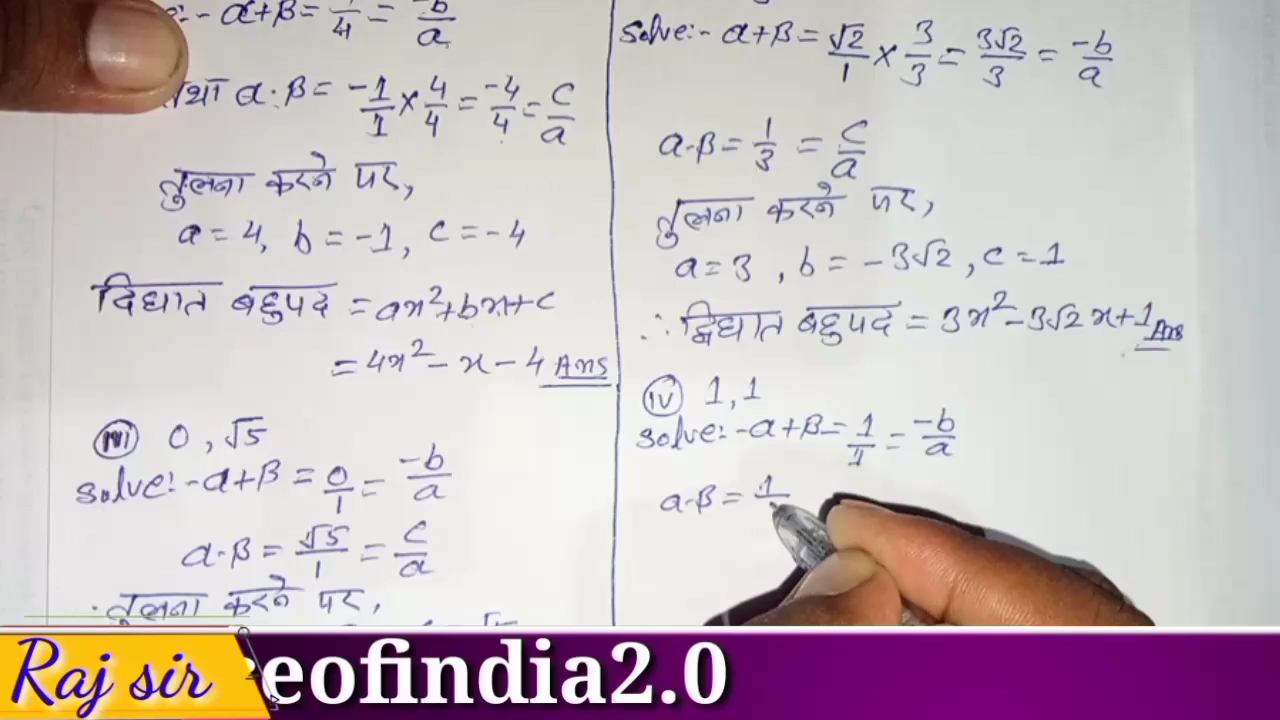 :- α+β = 1/4 = -b/a
तथा α·β = -1/1 × 4/4 = -4/4 = c/a
तुलना करने पर,
a = 4, b = -1, c = -4
द्विघात बहुपद = ax²+bx+c
= 4x² - x - 4 Ans
(iii) 0, √5
Solve:- α+β = 0/1 = -b/a
α·β = √5/1 = c/a
तुलना करने पर,
Solve:- α+β = √2/1 × 3/3 = 3√2/3 = -b/a
α·β = 1/3 = c/a
तुलना करने पर,
a = 3, b = -3√2, c = 1
∴ द्विघात बहुपद = 3x² - 3√2 x + 1 Ans
(iv) 1, 1
Solve:- α+β = 1/1 = -b/a
α·β = 1
Raj sir eofindia2.0